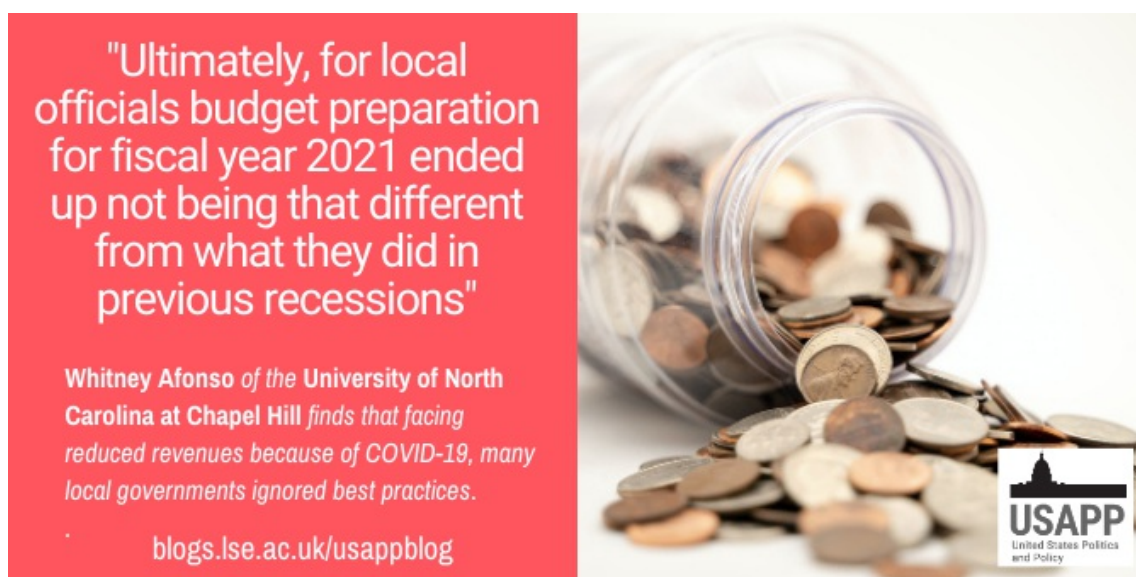 "Ultimately, for local
officials budget preparation
for fiscal year 2021 ended
up not being that different
from what they did in
previous recessions"
Whitney Afonso of the University of North
Carolina at Chapel Hill finds that facing
reduced revenues because of COVID-19, many
local governments ignored best practices.
.
blogs.lse.ac.uk/usappblog
USAPP
United States Politics
and Policy